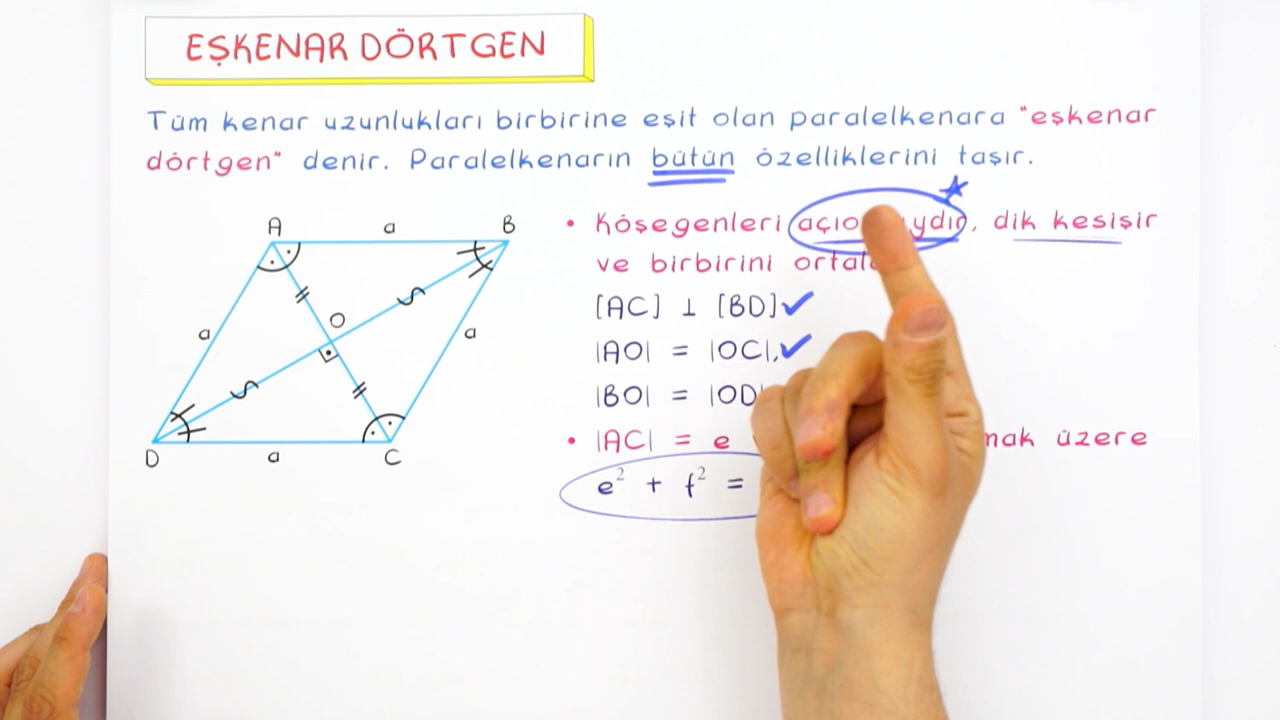 EŞKENAR DÖRTGEN
Tüm kenar uzunlukları birbirine eşit olan paralelkenara "eşkenar
dörtgen" denir. Paralelkenarın bütün özelliklerini taşır.
• Köşegenleri dik kesişir
ve birbirini
[AC] ⊥ [BD]
|AO| = |OC|,
|BO| = |OD|
• |AC| = e üzere
e² + f² =
A a B
a O a
D a C